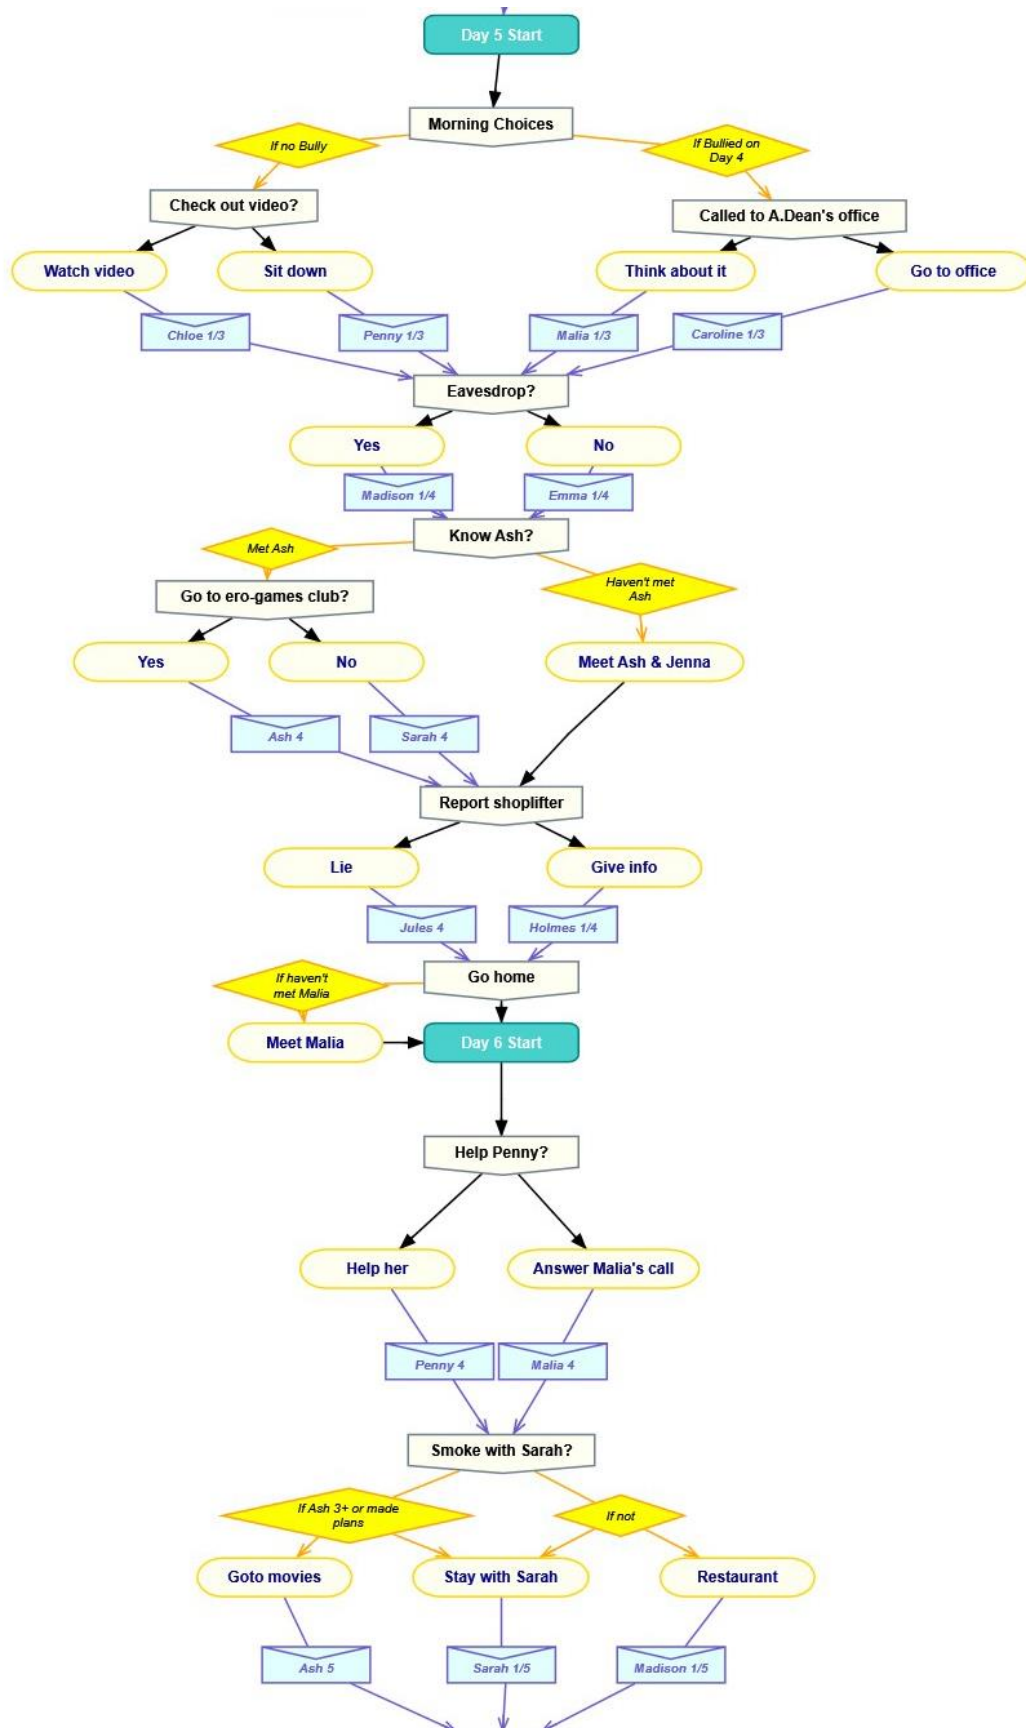 Day 5 Start
Morning Choices
If no Bully
If Bullied on
Day 4
Check out video?
Called to A.Dean's office
Watch video
Sit down
Think about it
Go to office
Chloe 1/3
Penny 1/3
Malia 1/3
Caroline 1/3
Eavesdrop?
Yes
No
Madison 1/4
Emma 1/4
Know Ash?
Met Ash
Haven't met
Ash
Go to ero-games club?
Yes
No
Meet Ash & Jenna
Ash 4
Sarah 4
Report shoplifter
Lie
Give info
Jules 4
Holmes 1/4
Go home
If haven't
met Malia
Meet Malia
Day 6 Start
Help Penny?
Help her
Answer Malia's call
Penny 4
Malia 4
Smoke with Sarah?
If Ash 3+ or made
plans
If not
Goto movies
Stay with Sarah
Restaurant
Ash 5
Sarah 1/5
Madison 1/5